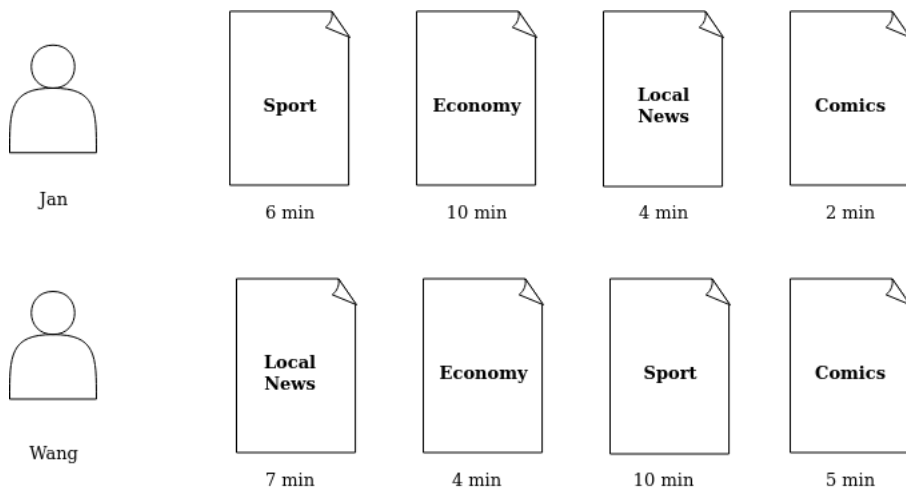 Sport
Economy
Local
News
Comics
Jan
6 min
10 min
4 min
2 min
Local
News
Economy
Sport
Comics
Wang
7 min
4 min
10 min
5 min